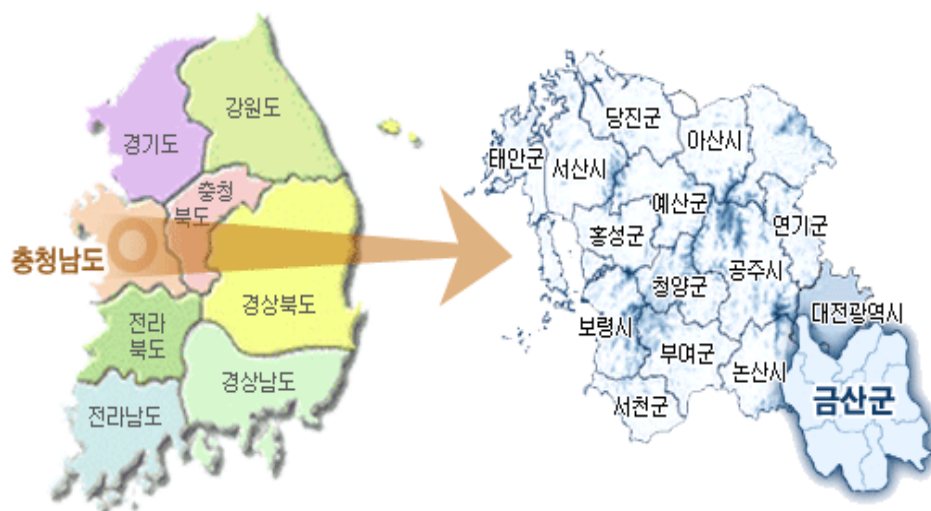 강원도
경기도
충청
북도
충청남도
경상북도
전라
북도
경상남도
전라남도
당진군
아산시
태안군
서산시
예산군
연기군
홍성군
공주시
청양군
대전광역시
보령시
부여군
논산시
금산군
서천군